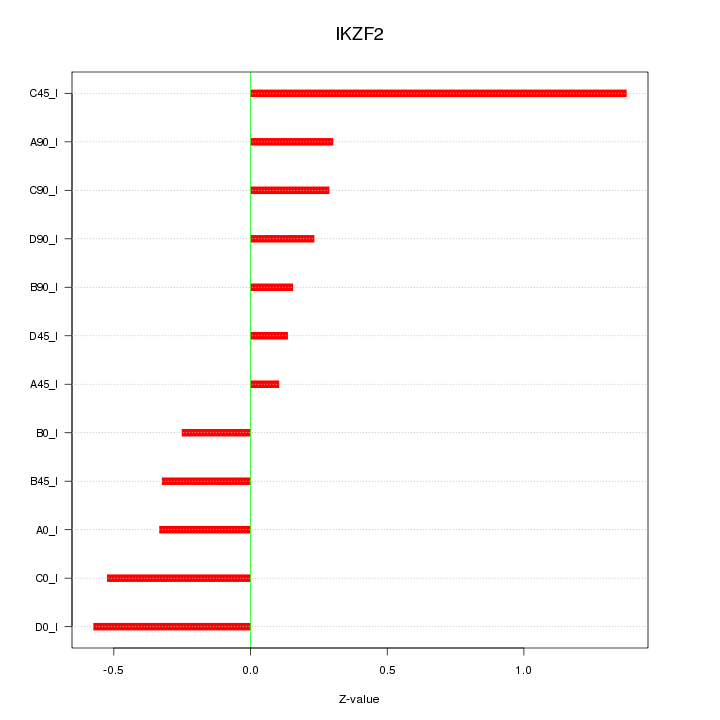 IKZF2
C45_I
A90_I
C90_I
D90_I
B90_I
D45_I
A45_I
B0_I
B45_I
A0_I
C0_I
D0_I
-0.5 0.0 0.5 1.0
Z-value